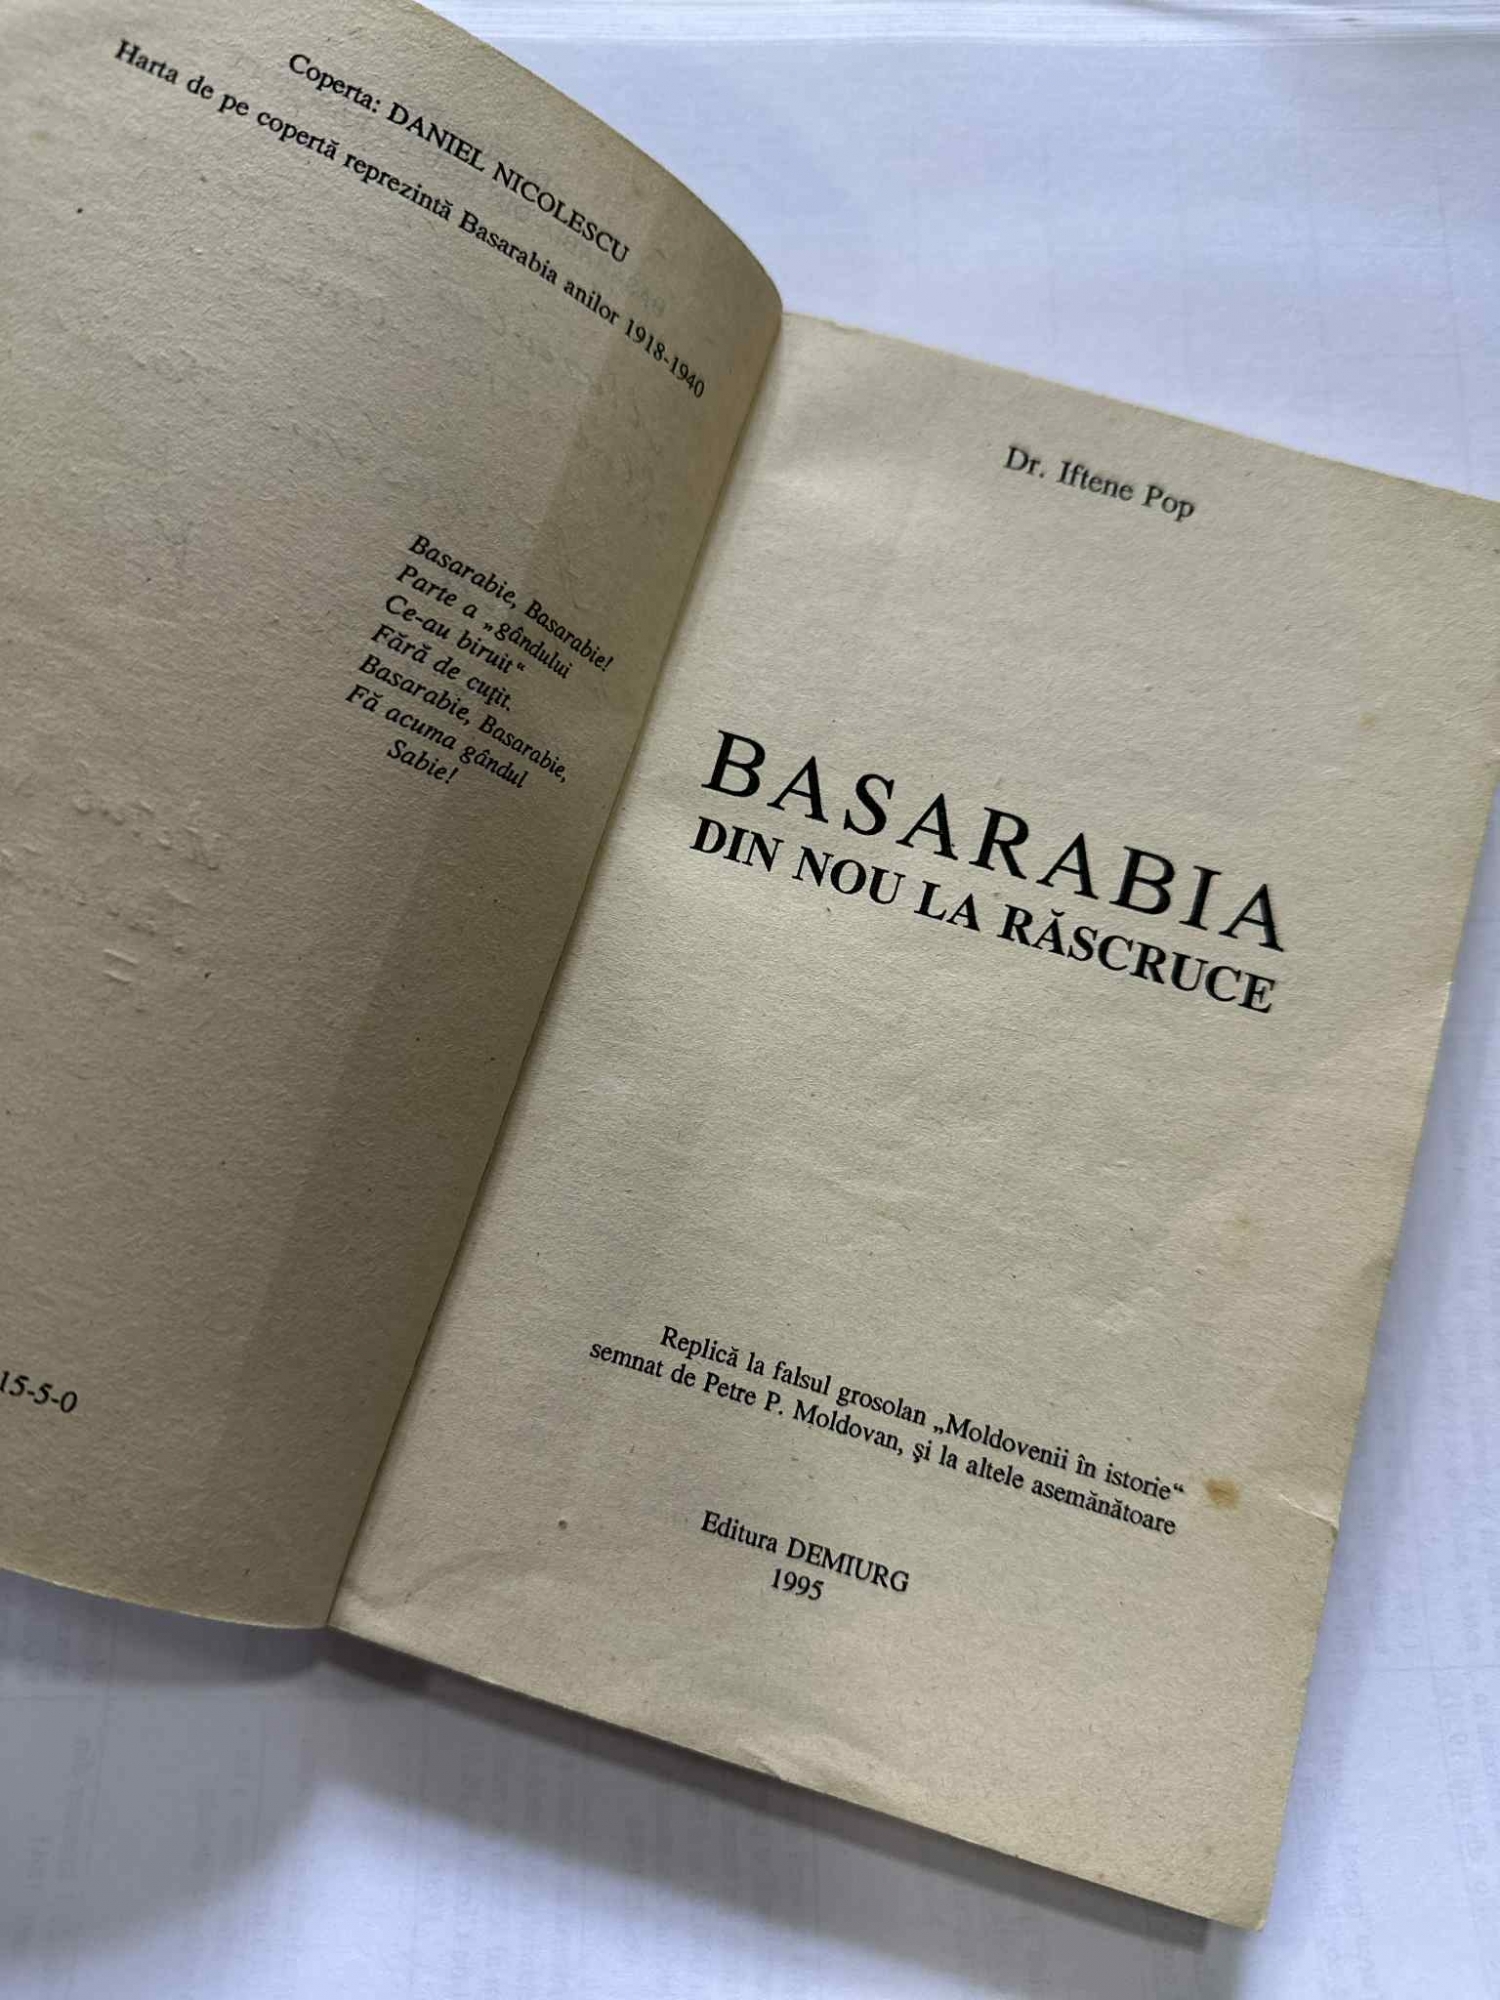 Coperta: DANIEL NICOLESCU
Harta de pe copertă reprezintă Basarabia anilor 1918-1940
Basarabie, Basarabie!
Parte a „gândului
Ce-au biruit“
Fără de cuţit.
Basarabie, Basarabie,
Fă acuma gândul
Sabie!
15-5-0
Dr. Iftene Pop
BASARABIA
DIN NOU LA RĂSCRUCE
Replică la falsul grosolan „Moldovenii în istorie“
semnat de Petre P. Moldovan, şi la altele asemănătoare
Editura DEMIURG
1995